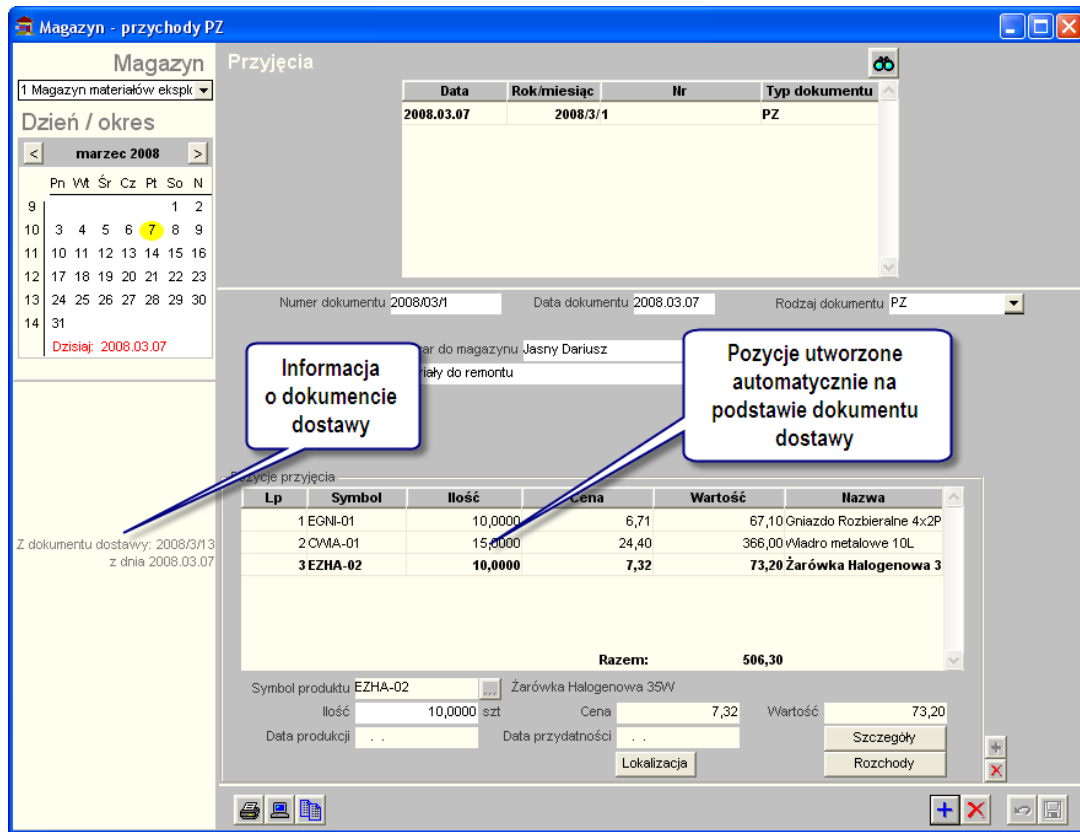 Magazyn - przychody PZ
Magazyn
1 Magazyn materiałów ekspl
Dzień / okres
< marzec 2008 >
Pn Wt Śr Cz Pt So N
9 1 2
10 3 4 5 6 7 8 9
11 10 11 12 13 14 15 16
12 17 18 19 20 21 22 23
13 24 25 26 27 28 29 30
14 31
Dzisiaj: 2008.03.07
Przyjęcia
Data Rok/miesiąc Nr Typ dokumentu
2008.03.07 2008/3/1 PZ
Numer dokumentu 2008/03/1 Data dokumentu 2008.03.07 Rodzaj dokumentu PZ
do magazynu Jasny Dariusz
do remontu
Informacja
o dokumencie
dostawy
Pozycje utworzone
automatycznie na
podstawie dokumentu
dostawy
Z dokumentu dostawy: 2008/3/13
z dnia 2008.03.07
Pozycje przyjęcia
Lp Symbol Ilość Cena Wartość Nazwa
1 EGNI-01 10,0000 6,71 67,10 Gniazdo Rozbieralne 4x2P
2 CWIA-01 15,0000 24,40 366,00 Wiadro metalowe 10L
3 EZHA-02 10,0000 7,32 73,20 Żarówka Halogenowa 3
Razem: 506,30
Symbol produktu EZHA-02 ... Żarówka Halogenowa 35W
Ilość 10,0000 szt Cena 7,32 Wartość 73,20
Data produkcji . . Data przydatności . . Szczegóły
Lokalizacja Rozchody